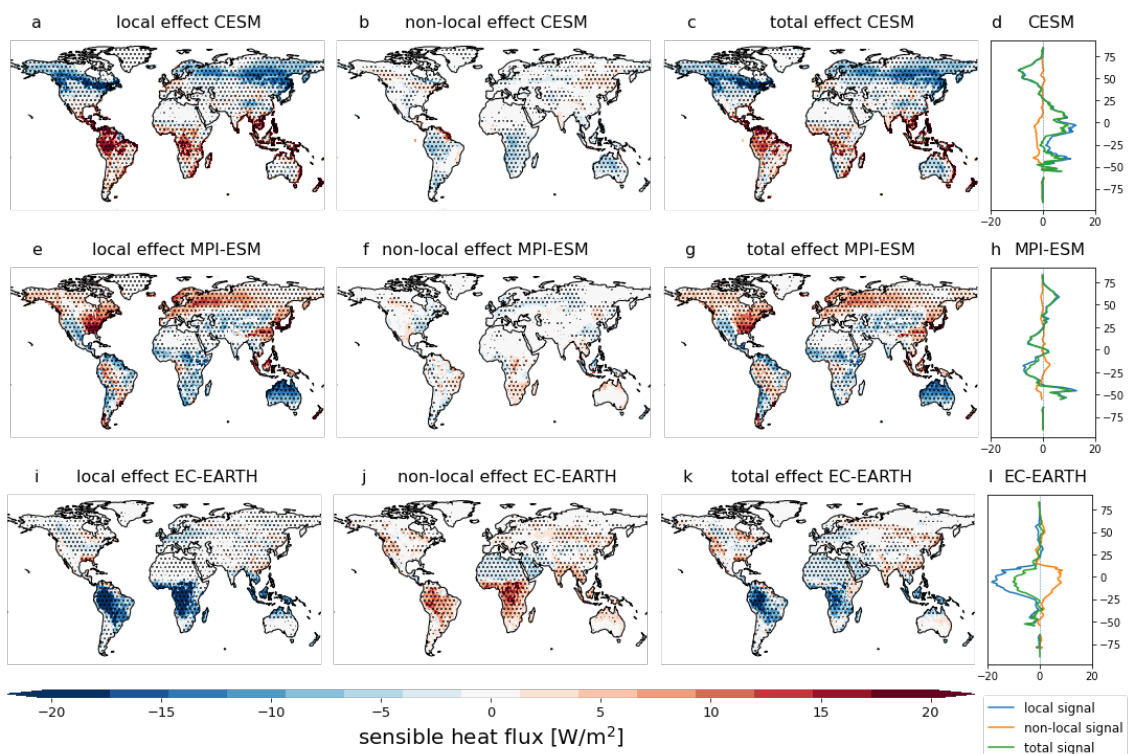 a local effect CESM b non-local effect CESM c total effect CESM d CESM
75
50
25
0
−25
−50
−75
−20 0 20
e local effect MPI-ESM f non-local effect MPI-ESM g total effect MPI-ESM h MPI-ESM
75
50
25
0
−25
−50
−75
−20 0 20
i local effect EC-EARTH j non-local effect EC-EARTH k total effect EC-EARTH l EC-EARTH
75
50
25
0
−25
−50
−75
−20 0 20
−20 −15 −10 −5 0 5 10 15 20
sensible heat flux [W/m²]
local signal
non-local signal
total signal